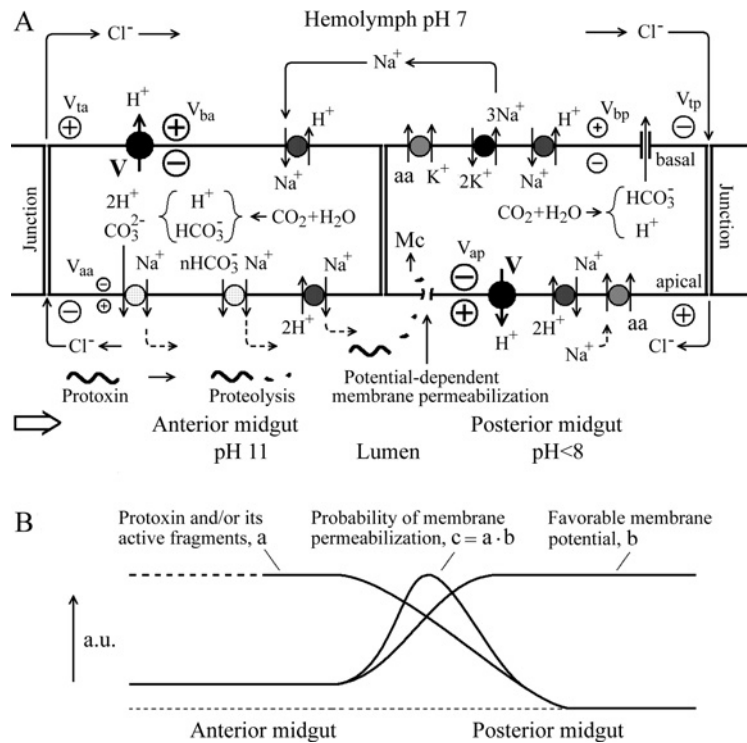 A
Hemolymph pH 7
Cl⁻
Cl⁻
Na⁺
V_ta
H⁺
V_ba
H⁺
3Na⁺
H⁺
V_bp
V_tp
+
+
+
−
−
−
V
Na⁺
aa
K⁺
2K⁺
Na⁺
basal
Junction
2H⁺
CO₃²⁻
H⁺
HCO₃⁻
CO₂+H₂O
CO₂+H₂O
HCO₃⁻
H⁺
Junction
Mc
V_aa
Na⁺
nHCO₃⁻
Na⁺
Na⁺
V_ap
V
Na⁺
apical
−
+
−
−
+
+
2H⁺
H⁺
2H⁺
aa
Cl⁻
Na⁺
Cl⁻
Protoxin
Proteolysis
Potential-dependent
membrane permeabilization
Anterior midgut
pH 11
Lumen
Posterior midgut
pH<8
B
Protoxin and/or its
active fragments, a
Probability of membrane
permeabilization, c = a · b
Favorable membrane
potential, b
a.u.
Anterior midgut
Posterior midgut